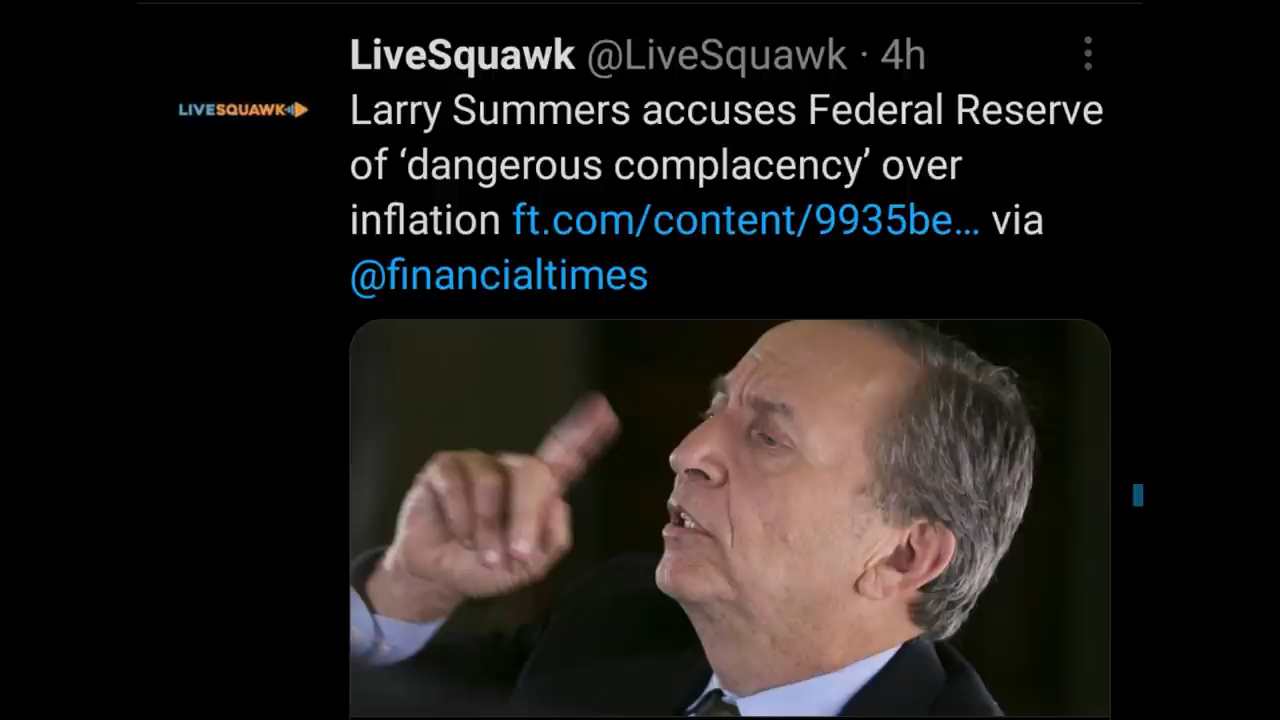 LiveSquawk @LiveSquawk · 4h
LIVESQUAWK
Larry Summers accuses Federal Reserve
of ‘dangerous complacency’ over
inflation ft.com/content/9935be... via
@financialtimes